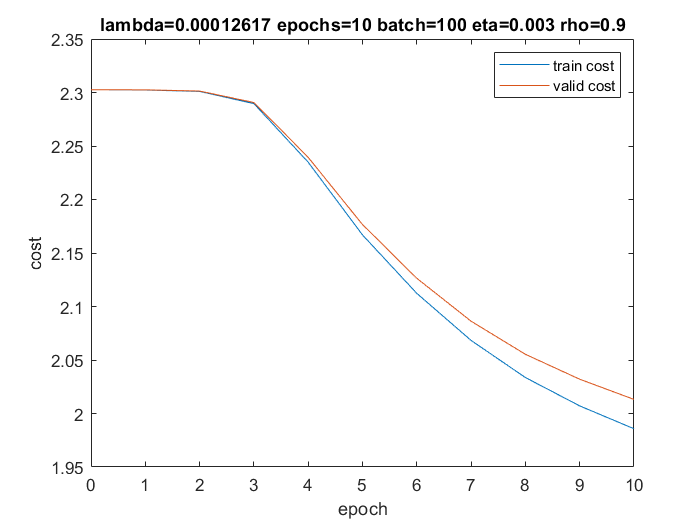 lambda=0.00012617 epochs=10 batch=100 eta=0.003 rho=0.9
2.35
2.3
2.25
2.2
2.15
2.1
2.05
2
1.95
cost
train cost
valid cost
0 1 2 3 4 5 6 7 8 9 10
epoch